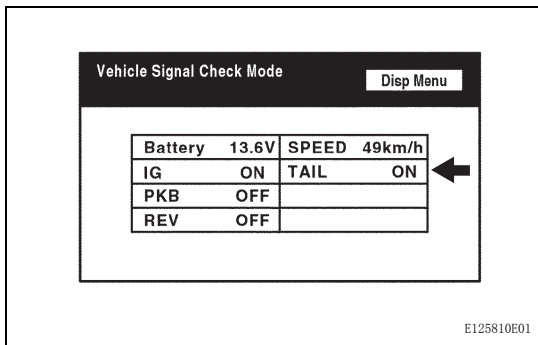 Vehicle Signal Check Mode
Disp Menu
Battery 13.6V SPEED 49km/h
IG ON TAIL ON
PKB OFF
REV OFF
E125810E01